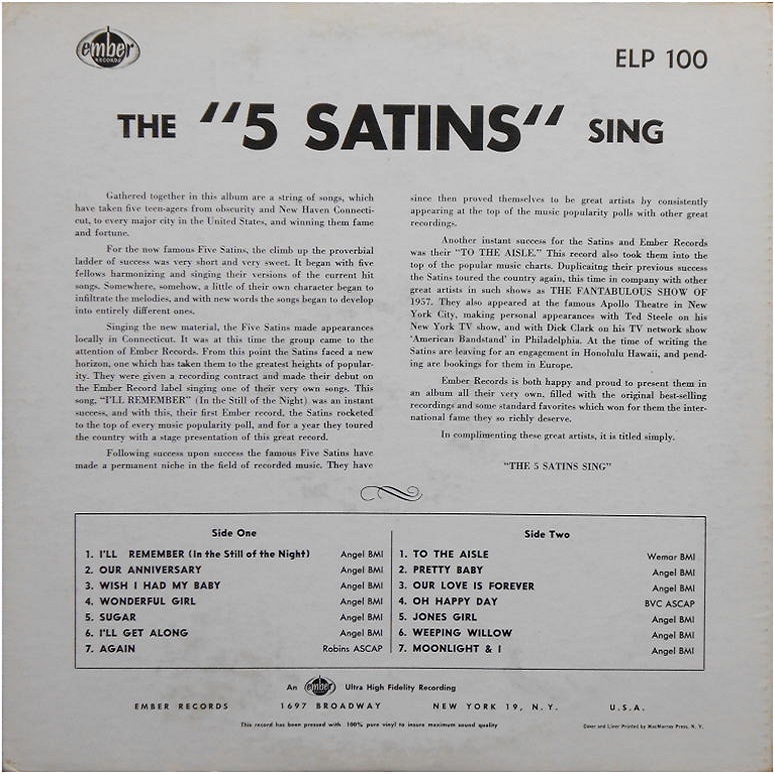 ember
RECORDS
ELP 100
THE "5 SATINS" SING
Gathered together in this album are a string of songs, which
have taken five teen-agers from obscurity and New Haven Connecti-
cut, to every major city in the United States, and winning them fame
and fortune.
For the now famous Five Satins, the climb up the proverbial
ladder of success was very short and very sweet. It began with five
fellows harmonizing and singing their versions of the current hit
songs. Somewhere, somehow, a little of their own character began to
infiltrate the melodies, and with new words the songs began to develop
into entirely different ones.
Singing the new material, the Five Satins made appearances
locally in Connecticut. It was at this time the group came to the
attention of Ember Records. From this point the Satins faced a new
horizon, one which has taken them to the greatest heights of popular-
ity. They were given a recording contract and made their debut on
the Ember Record label singing one of their very own songs. This
song, "I'LL REMEMBER" (In the Still of the Night) was an instant
success, and with this, their first Ember record, the Satins rocketed
to the top of every music popularity poll, and for a year they toured
the country with a stage presentation of this great record.
Following success upon success the famous Five Satins have
made a permanent niche in the field of recorded music. They have
since then proved themselves to be great artists by consistently
appearing at the top of the music popularity polls with other great
recordings.
Another instant success for the Satins and Ember Records
was their "TO THE AISLE." This record also took them into the
top of the popular music charts. Duplicaitng their previous success
the Satins toured the country again, this time in company with other
great artists in such shows as THE FANTABULOUS SHOW OF
1957. They also appeared at the famous Apollo Theatre in New
York City, making personal appearances with Ted Steele on his
New York TV show, and with Dick Clark on his TV network show
'American Bandstand' in Philadelphia. At the time of writing the
Satins are leaving for an engagement in Honolulu Hawaii, and pend-
ing are bookings for them in Europe.
Ember Records is both happy and proud to present them in
an album all their very own, filled with the original best-selling
recordings and some standard favorites which won for them the inter-
national fame they so richly deserve.
In complimenting these great artists, it is titled simply.
"THE 5 SATINS SING"
Side One
1. I'LL REMEMBER (In the Still of the Night) Angel BMI
2. OUR ANNIVERSARY Angel BMI
3. WISH I HAD MY BABY Angel BMI
4. WONDERFUL GIRL Angel BMI
5. SUGAR Angel BMI
6. I'LL GET ALONG Angel BMI
7. AGAIN Robins ASCAP
Side Two
1. TO THE AISLE Wemar BMI
2. PRETTY BABY Angel BMI
3. OUR LOVE IS FOREVER Angel BMI
4. OH HAPPY DAY BVC ASCAP
5. JONES GIRL Angel BMI
6. WEEPING WILLOW Angel BMI
7. MOONLIGHT & I Angel BMI
An ember Ultra High Fidelity Recording
EMBER RECORDS 1697 BROADWAY NEW YORK 19, N. Y. U.S.A.
This record has been pressed with 100% pure vinyl to insure maximum sound quality
Cover and Liner Printed by MacMurray Press, N. Y.